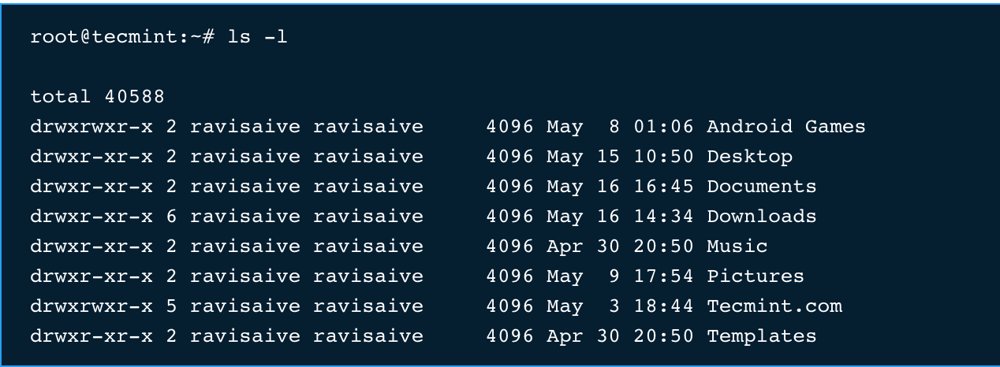 root@tecmint:~# ls -l
total 40588
drwxrwxr-x 2 ravisaive ravisaive     4096 May  8 01:06 Android Games
drwxr-xr-x 2 ravisaive ravisaive     4096 May 15 10:50 Desktop
drwxr-xr-x 2 ravisaive ravisaive     4096 May 16 16:45 Documents
drwxr-xr-x 6 ravisaive ravisaive     4096 May 16 14:34 Downloads
drwxr-xr-x 2 ravisaive ravisaive     4096 Apr 30 20:50 Music
drwxr-xr-x 2 ravisaive ravisaive     4096 May  9 17:54 Pictures
drwxrwxr-x 5 ravisaive ravisaive     4096 May  3 18:44 Tecmint.com
drwxr-xr-x 2 ravisaive ravisaive     4096 Apr 30 20:50 Templates